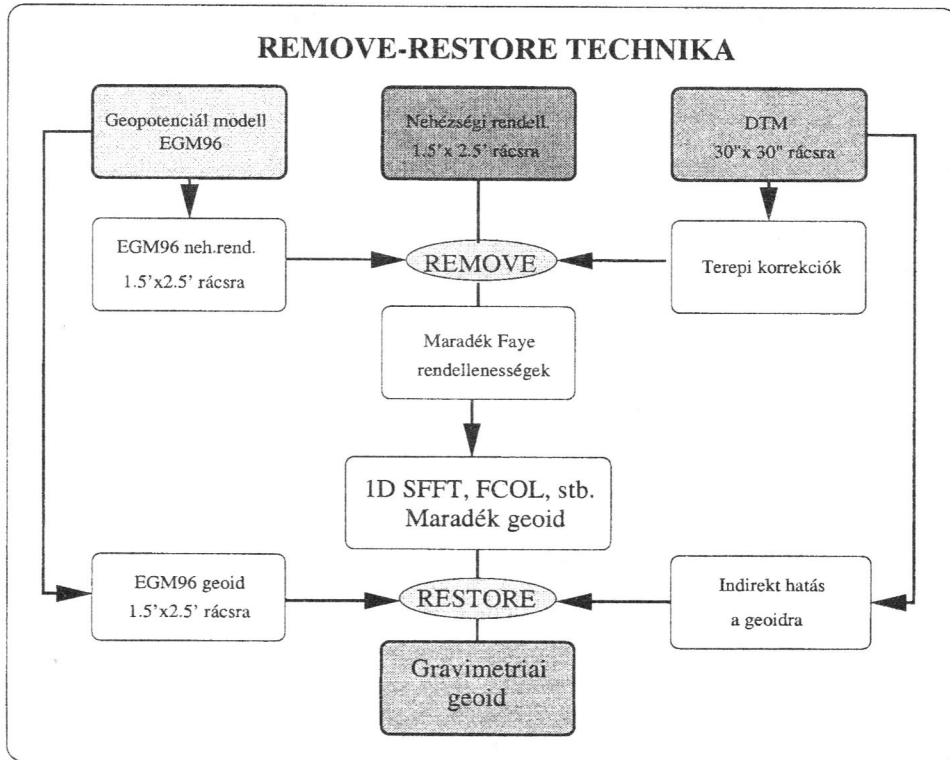 REMOVE-RESTORE TECHNIKA
Geopotenciál modell
EGM96
Nehézségi rendell.
1.5'x 2.5' rácsra
DTM
30"x 30" rácsra
EGM96 neh.rend.
1.5'x2.5' rácsra
REMOVE
Terepi korrekciók
Maradék Faye
rendellenességek
1D SFFT, FCOL, stb.
Maradék geoid
EGM96 geoid
1.5'x2.5' rácsra
RESTORE
Indirekt hatás
a geoidra
Gravimetriai
geoid